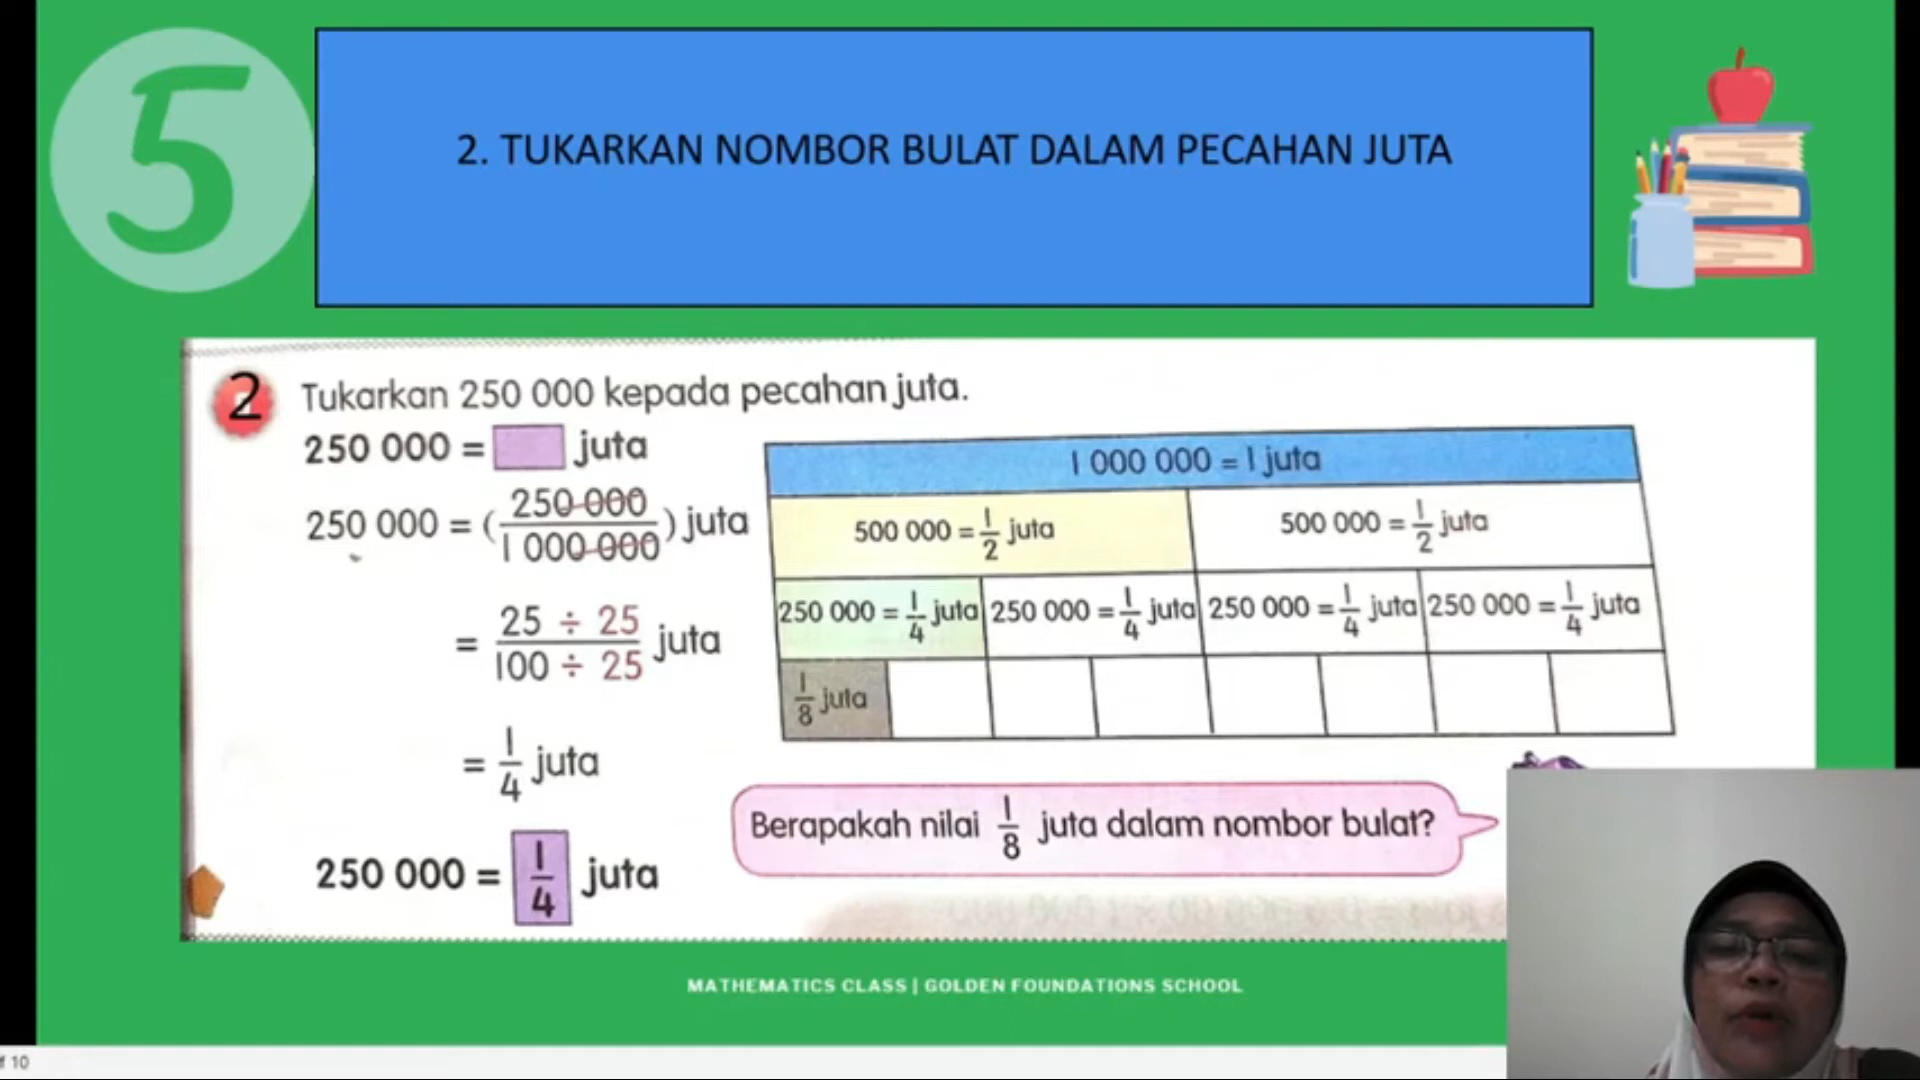 5
2. TUKARKAN NOMBOR BULAT DALAM PECAHAN JUTA
2 Tukarkan 250 000 kepada pecahan juta.
250 000 = juta
250 000 = (250 000/1 000 000) juta
= 25 ÷ 25/100 ÷ 25 juta
= 1/4 juta
250 000 = 1/4 juta
1 000 000 = 1 juta
500 000 = 1/2 juta 500 000 = 1/2 juta
250 000 = 1/4 juta 250 000 = 1/4 juta 250 000 = 1/4 juta 250 000 = 1/4 juta
1/8 juta
Berapakah nilai 1/8 juta dalam nombor bulat?
MATHEMATICS CLASS | GOLDEN FOUNDATIONS SCHOOL
f 10